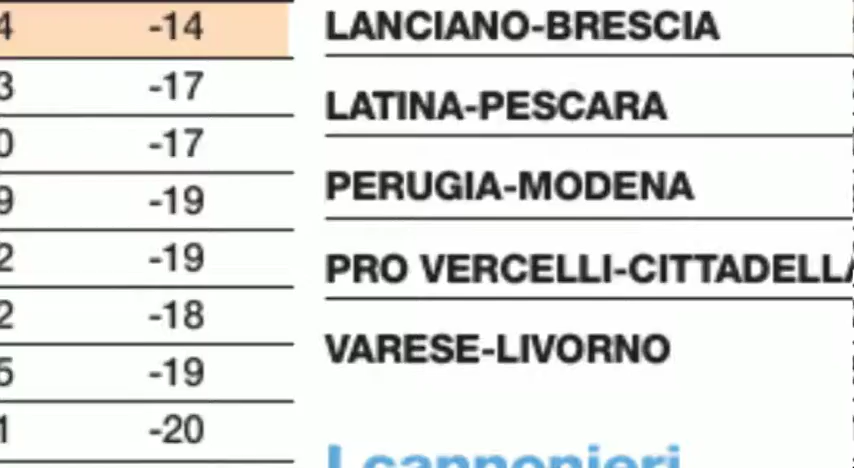 4 -14
3 -17
0 -17
9 -19
2 -19
2 -18
5 -19
1 -20
LANCIANO-BRESCIA
LATINA-PESCARA
PERUGIA-MODENA
PRO VERCELLI-CITTADELLA
VARESE-LIVORNO
I cannonieri